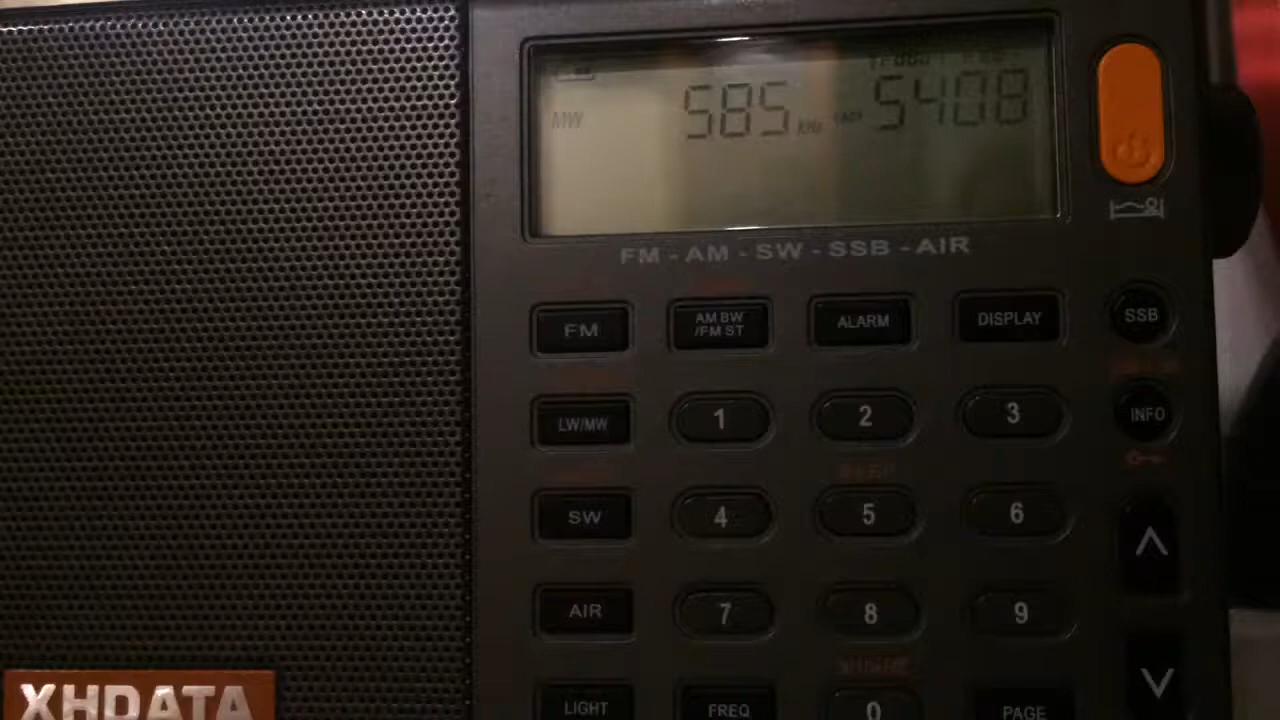 MW 585 kHz 5408
FM - AM - SW - SSB - AIR
FM AM BW /FM ST ALARM DISPLAY SSB
LW/MW 1 2 3 INFO
SW 4 5 6
AIR 7 8 9
XHDATA LIGHT FREQ 0 PAGE